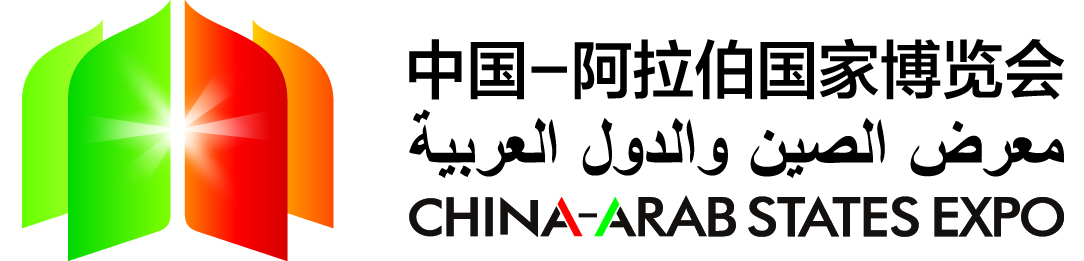 中国-阿拉伯国家博览会
معرض الصين والدول العربية
CHINA-ARAB STATES EXPO